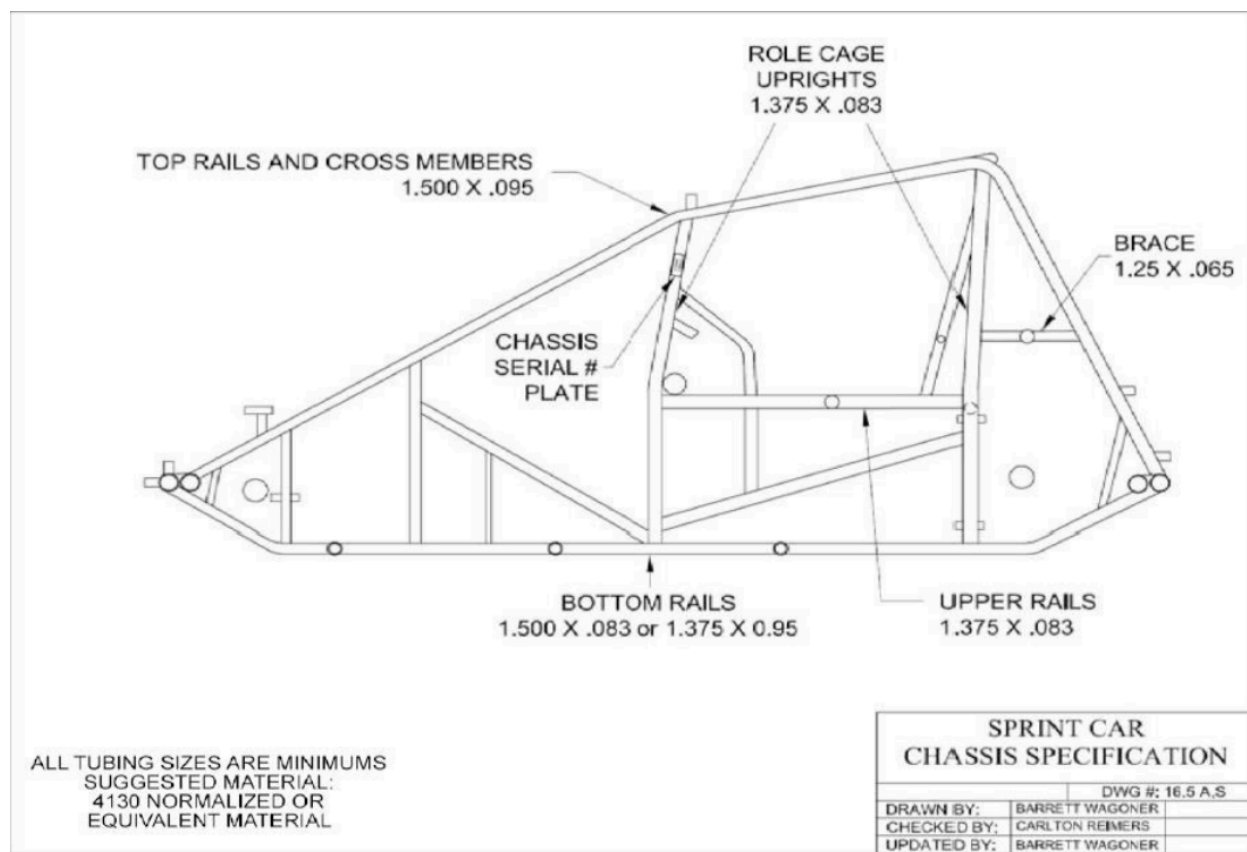 ROLE CAGE
UPRIGHTS
1.375 X .083
TOP RAILS AND CROSS MEMBERS
1.500 X .095
BRACE
1.25 X .065
CHASSIS
SERIAL #
PLATE
BOTTOM RAILS
1.500 X .083 or 1.375 X 0.95
UPPER RAILS
1.375 X .083
ALL TUBING SIZES ARE MINIMUMS
SUGGESTED MATERIAL:
4130 NORMALIZED OR
EQUIVALENT MATERIAL
SPRINT CAR
CHASSIS SPECIFICATION
DWG #: 16.5 A,S
DRAWN BY: BARRETT WAGONER
CHECKED BY: CARLTON REIMERS
UPDATED BY: BARRETT WAGONER